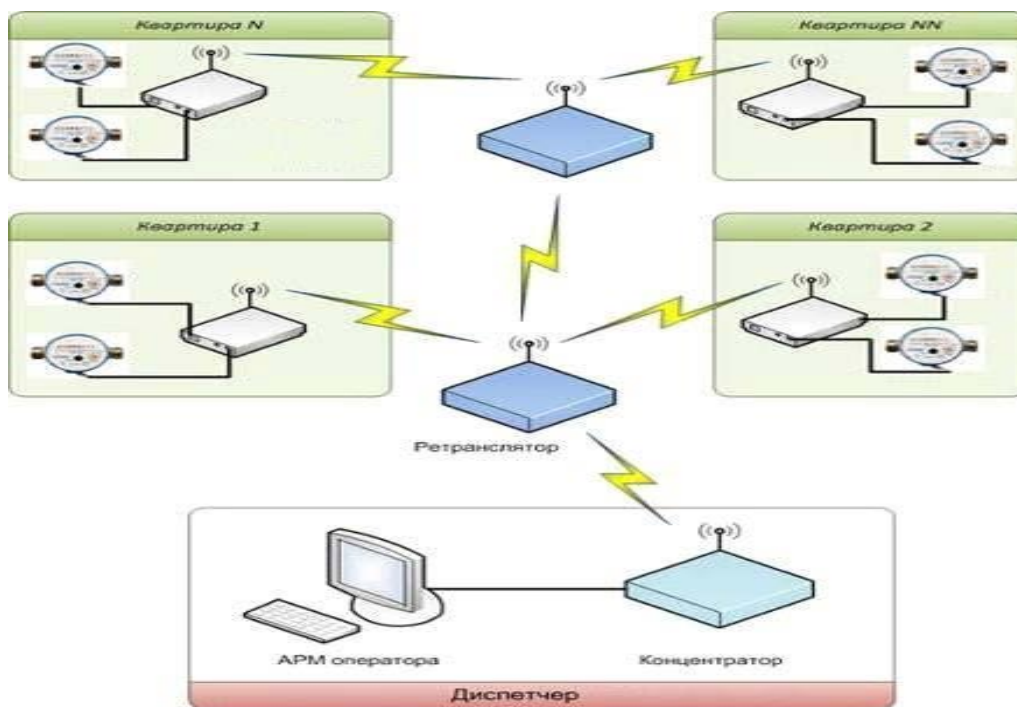 Квартира N
Квартира NN
Квартира 1
Квартира 2
Ретранслятор
АРМ оператора
Концентратор
Диспетчер